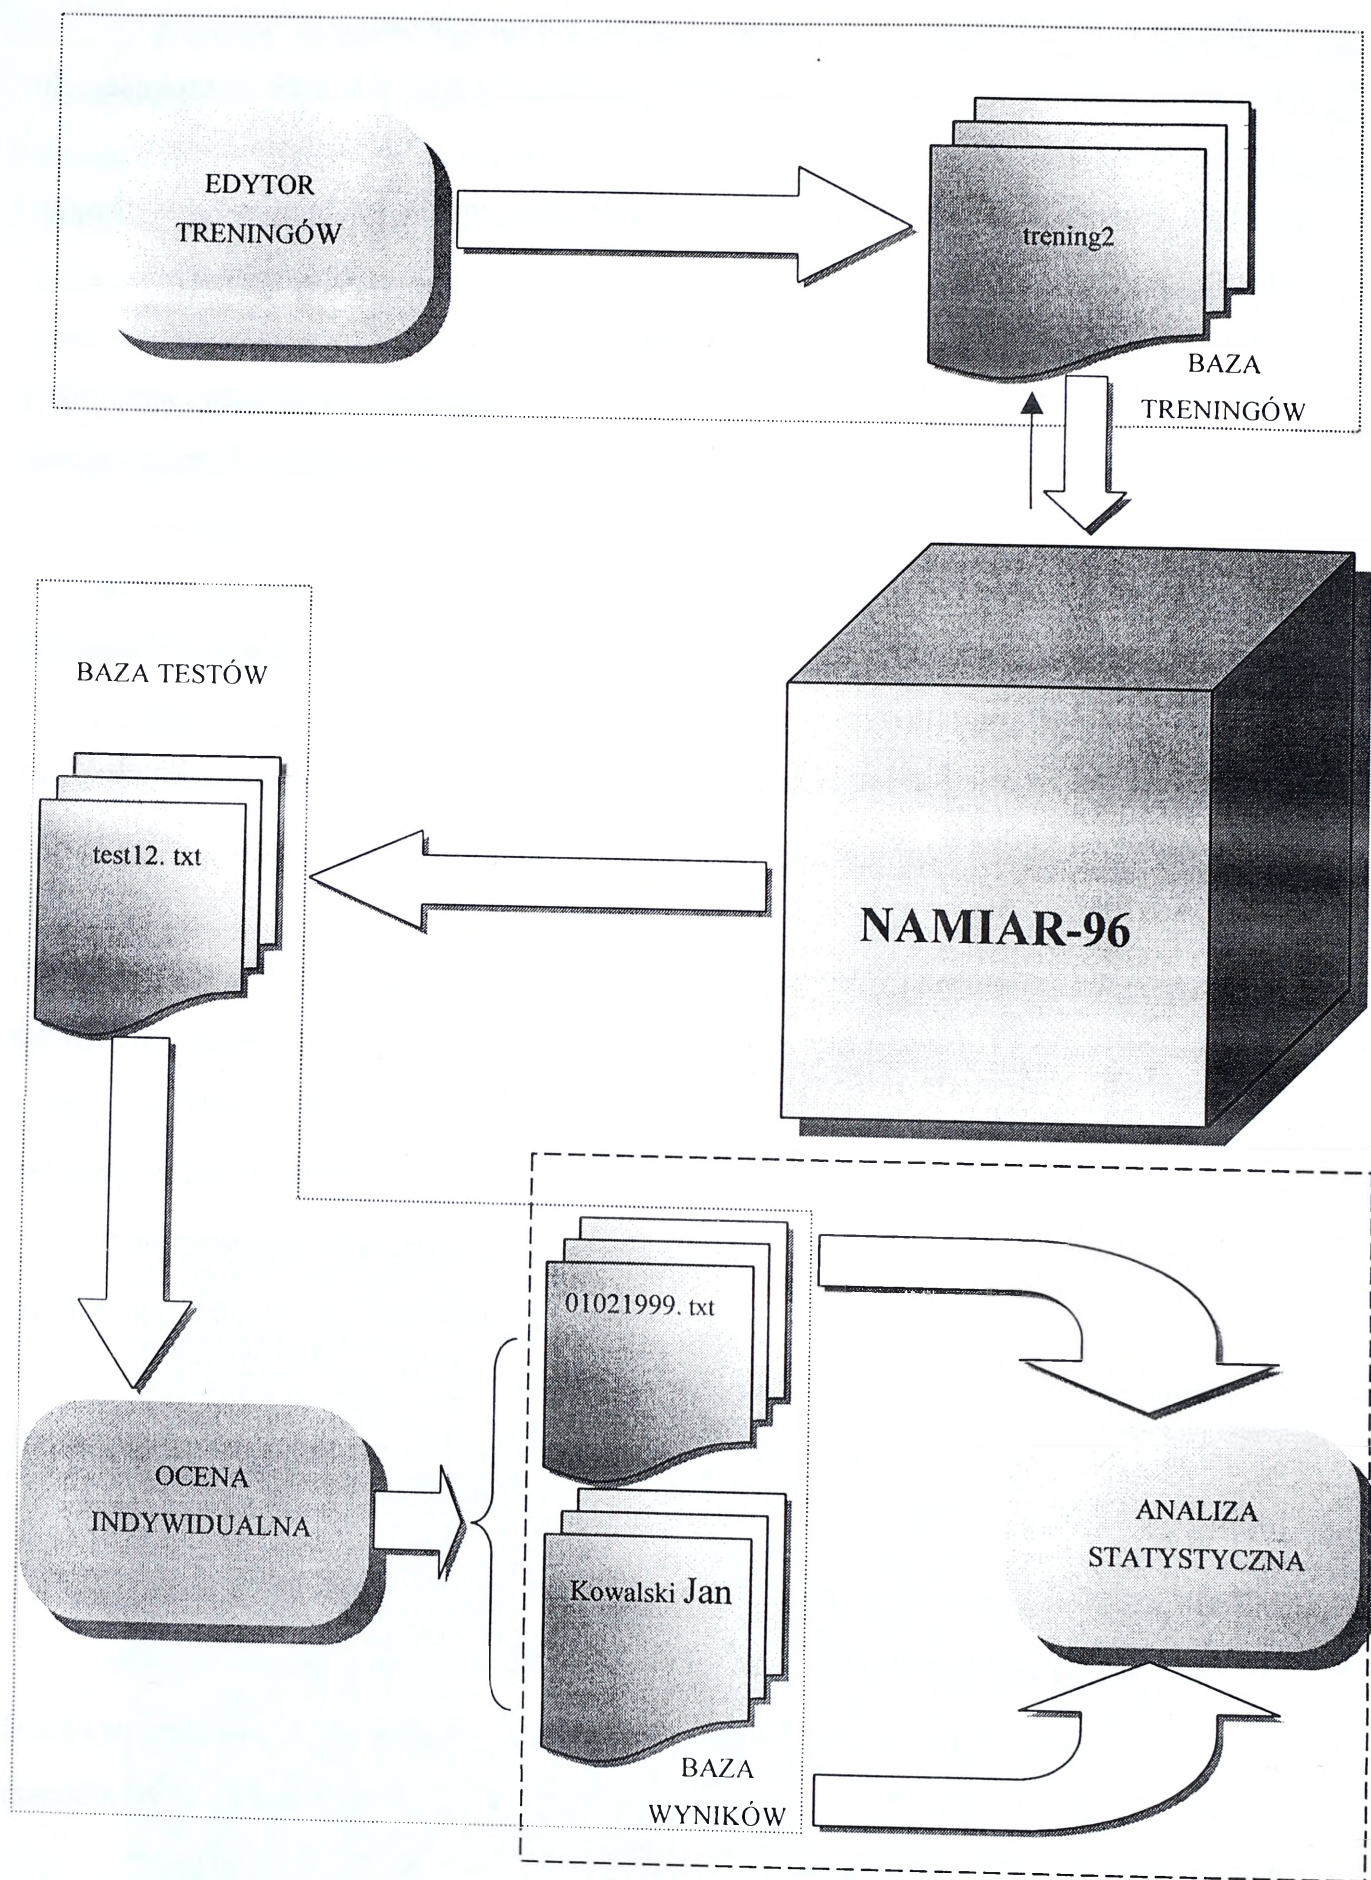 EDYTOR
TRENINGÓW
trening2
BAZA
TRENINGÓW
BAZA TESTÓW
test12. txt
NAMIAR-96
01021999. txt
OCENA
INDYWIDUALNA
Kowalski Jan
ANALIZA
STATYSTYCZNA
BAZA
WYNIKÓW